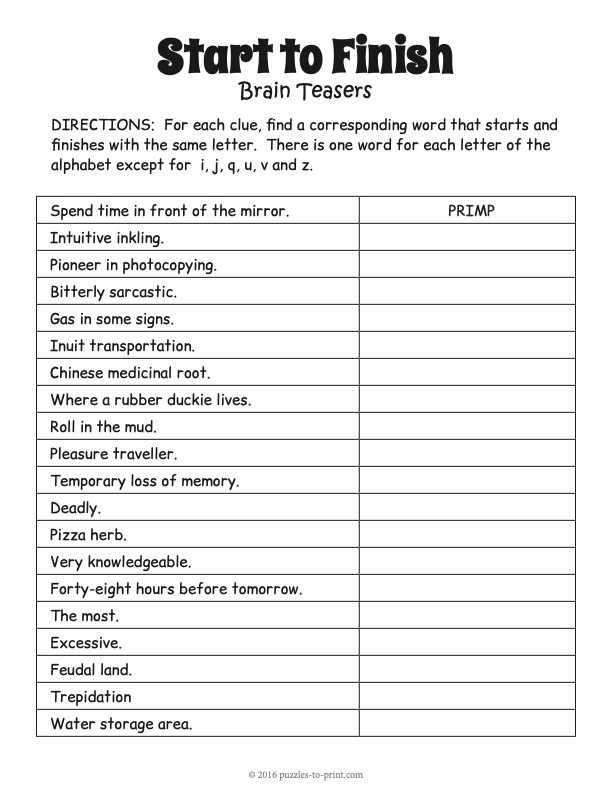 Start to Finish
Brain Teasers
DIRECTIONS:  For each clue, find a corresponding word that starts and
finishes with the same letter.  There is one word for each letter of the
alphabet except for  i, j, q, u, v and z.
Spend time in front of the mirror. PRIMP
Intuitive inkling.
Pioneer in photocopying.
Bitterly sarcastic.
Gas in some signs.
Inuit transportation.
Chinese medicinal root.
Where a rubber duckie lives.
Roll in the mud.
Pleasure traveller.
Temporary loss of memory.
Deadly.
Pizza herb.
Very knowledgeable.
Forty-eight hours before tomorrow.
The most.
Excessive.
Feudal land.
Trepidation
Water storage area.
© 2016 puzzles-to-print.com